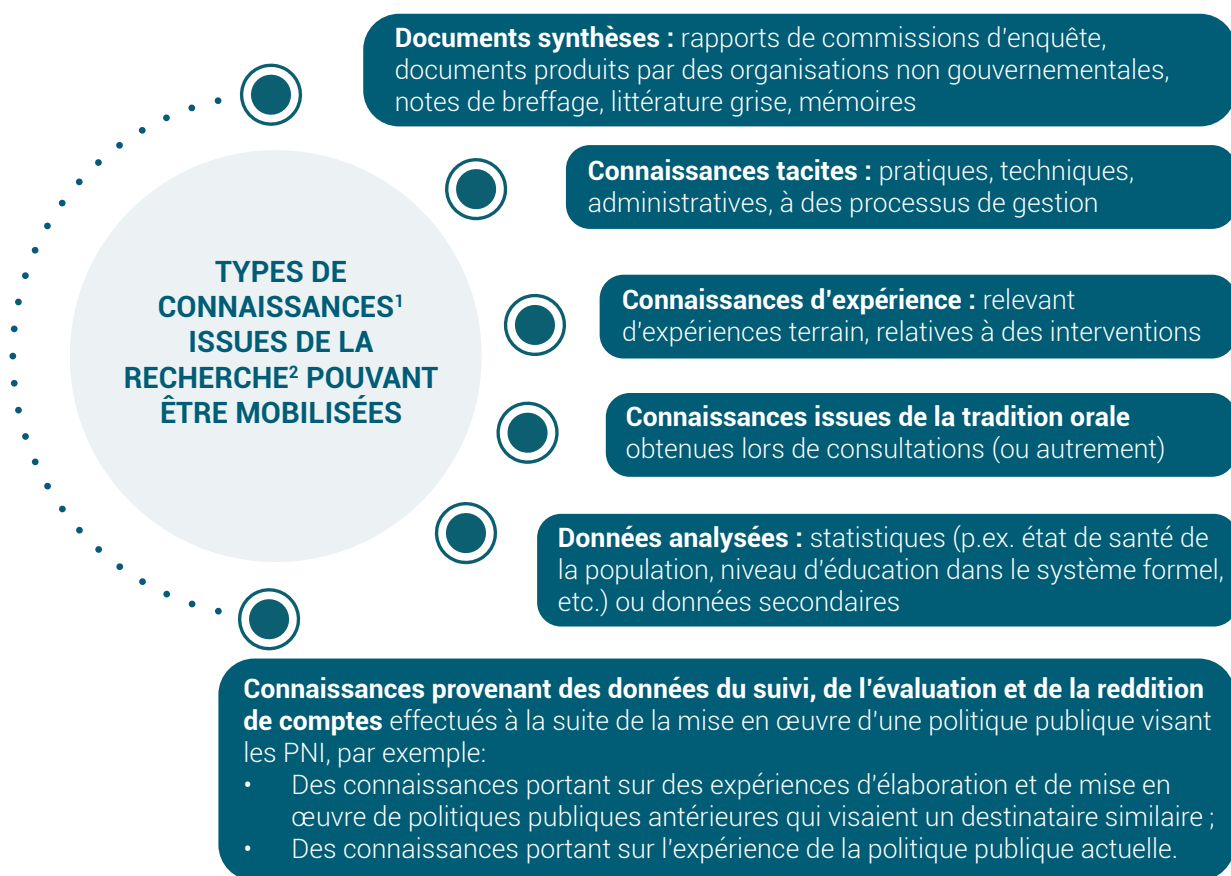 Documents synthèses : rapports de commissions d'enquête,
documents produits par des organisations non gouvernementales,
notes de breffage, littérature grise, mémoires
Connaissances tacites : pratiques, techniques,
administratives, à des processus de gestion
TYPES DE
CONNAISSANCES¹
ISSUES DE LA
RECHERCHE² POUVANT
ÊTRE MOBILISÉES
Connaissances d'expérience : relevant
d'expériences terrain, relatives à des interventions
Connaissances issues de la tradition orale
obtenues lors de consultations (ou autrement)
Données analysées : statistiques (p.ex. état de santé de
la population, niveau d'éducation dans le système formel,
etc.) ou données secondaires
Connaissances provenant des données du suivi, de l'évaluation et de la reddition
de comptes effectués à la suite de la mise en œuvre d'une politique publique visant
les PNI, par exemple:
• Des connaissances portant sur des expériences d'élaboration et de mise en
œuvre de politiques publiques antérieures qui visaient un destinataire similaire ;
• Des connaissances portant sur l'expérience de la politique publique actuelle.